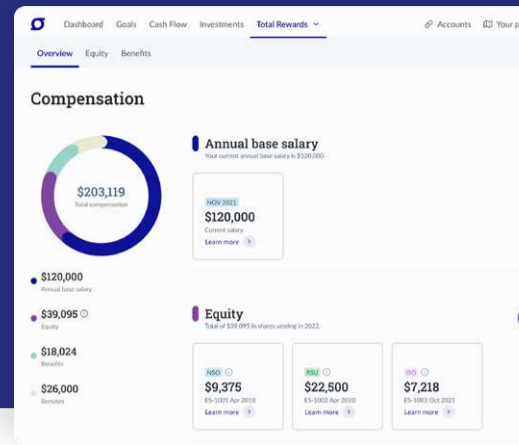 Dashboard Goals Cash Flow Investments Total Rewards Accounts Your p
Overview Equity Benefits
Compensation
$203,119
Total compensation
$120,000
Annual base salary
$39,095
Equity
$18,024
Benefits
$26,000
Bonuses
Annual base salary
Your current annual base salary is $120,000.
NOV 2021
$120,000
Current salary
Learn more
Equity
Total of $39,095 in shares vesting in 2022.
NSO
$9,375
ES-1001 Apr 2018
Learn more
RSU
$22,500
ES-1002 Apr 2020
Learn more
ISO
$7,218
ES-1003 Oct 2021
Learn more